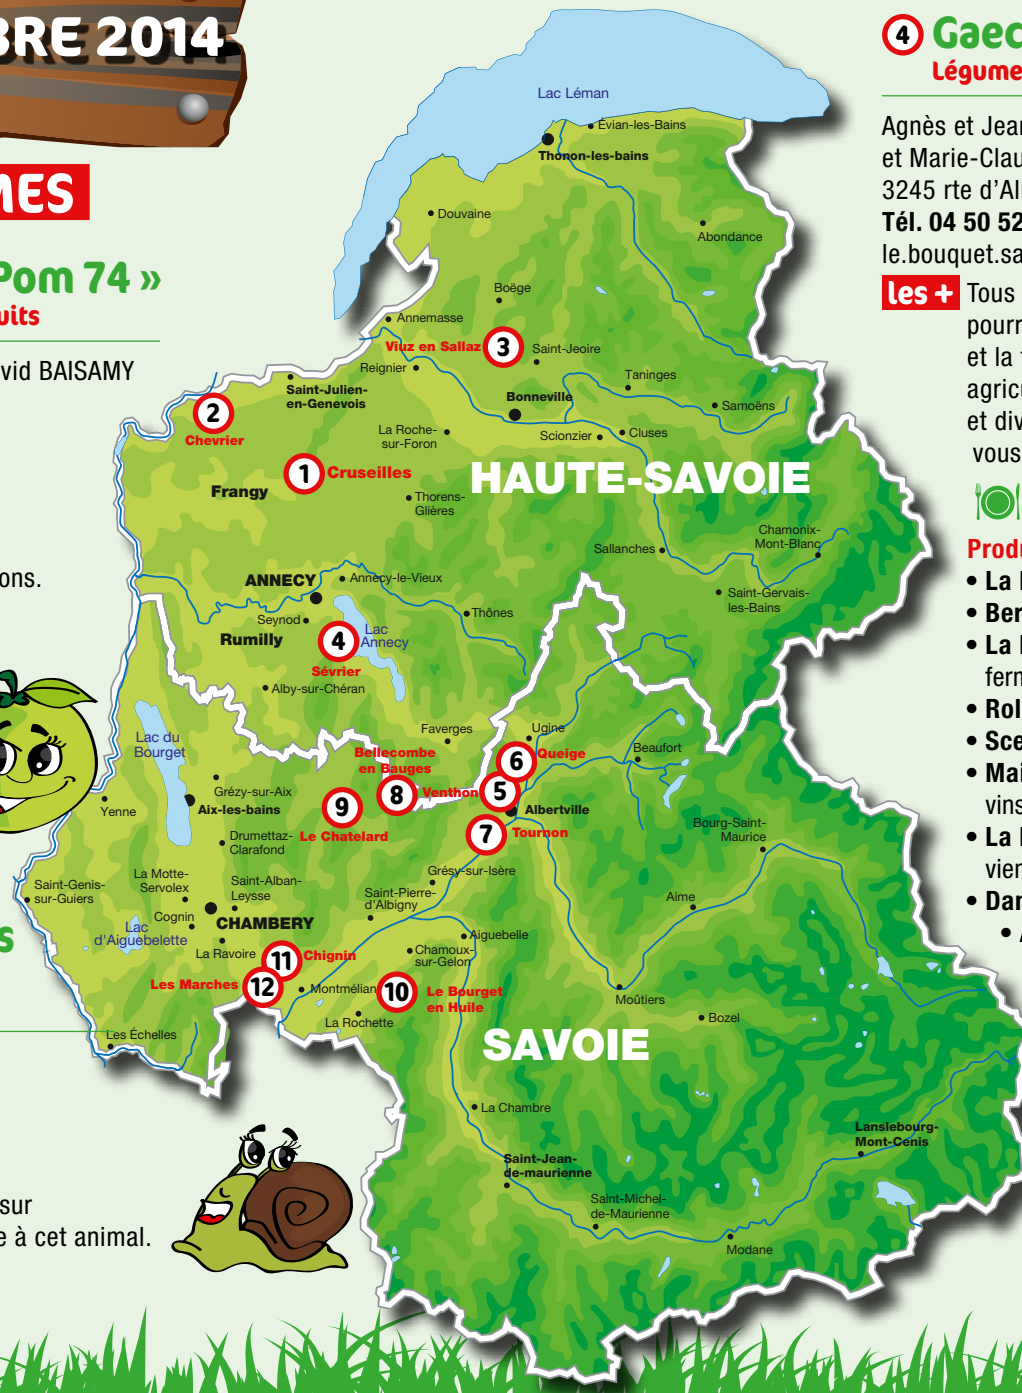 BRE 2014
MES
Pom 74 »
uits
vid BAISAMY
ons.
s
sur
e à cet animal.
Lac Léman
Évian-les-Bains
Thonon-les-bains
Douvaine
Abondance
Boëge
Annemasse
Viuz en Sallaz
3
Saint-Jeoire
Reignier
Taninges
Saint-Julien-
en-Genevois
Bonneville
Samoëns
2
Chevrier
La Roche-
sur-Foron
Scionzier
Cluses
1
Cruseilles
HAUTE-SAVOIE
Frangy
Thorens-
Glières
Chamonix-
Mont-Blanc
Sallanches
ANNECY
Annecy-le-Vieux
Saint-Gervais-
les-Bains
Seynod
Thônes
Rumilly
4
Lac
Annecy
Sévrier
Alby-sur-Chéran
Faverges
Ugine
Lac du
Bourget
Bellecombe
en Bauges
6
Queige
Beaufort
Grézy-sur-Aix
8
Venthon
5
Yenne
Aix-les-bains
9
Albertville
Le Chatelard
7
Tournon
Bourg-Saint-
Maurice
Drumettaz-
Clarafond
La Motte-
Servolex
Saint-Alban-
Leysse
Grésy-sur-Isère
Saint-Genis-
sur-Guiers
Saint-Pierre-
d'Albigny
Aime
Cognin
CHAMBERY
Lac
d'Aiguebelette
Aiguebelle
La Ravoire
11
Chignin
Chamoux-
sur-Gelon
Les Marches
12
Montmélian
10
Le Bourget
en Huile
Moûtiers
La Rochette
Bozel
Les Échelles
SAVOIE
La Chambre
Lanslebourg-
Mont-Cenis
Saint-Jean-
de-maurienne
Saint-Michel-
de-Maurienne
Modane
4 Gaec
Légume
Agnès et Jean
et Marie-Clau
3245 rte d'Al
Tél. 04 50 52
le.bouquet.sa
les + Tous
pourr
et la
agricu
et div
vous
Produ
• La
• Ber
• La
ferm
• Rol
• Sce
• Mai
vins
• La
vien
• Dan
•